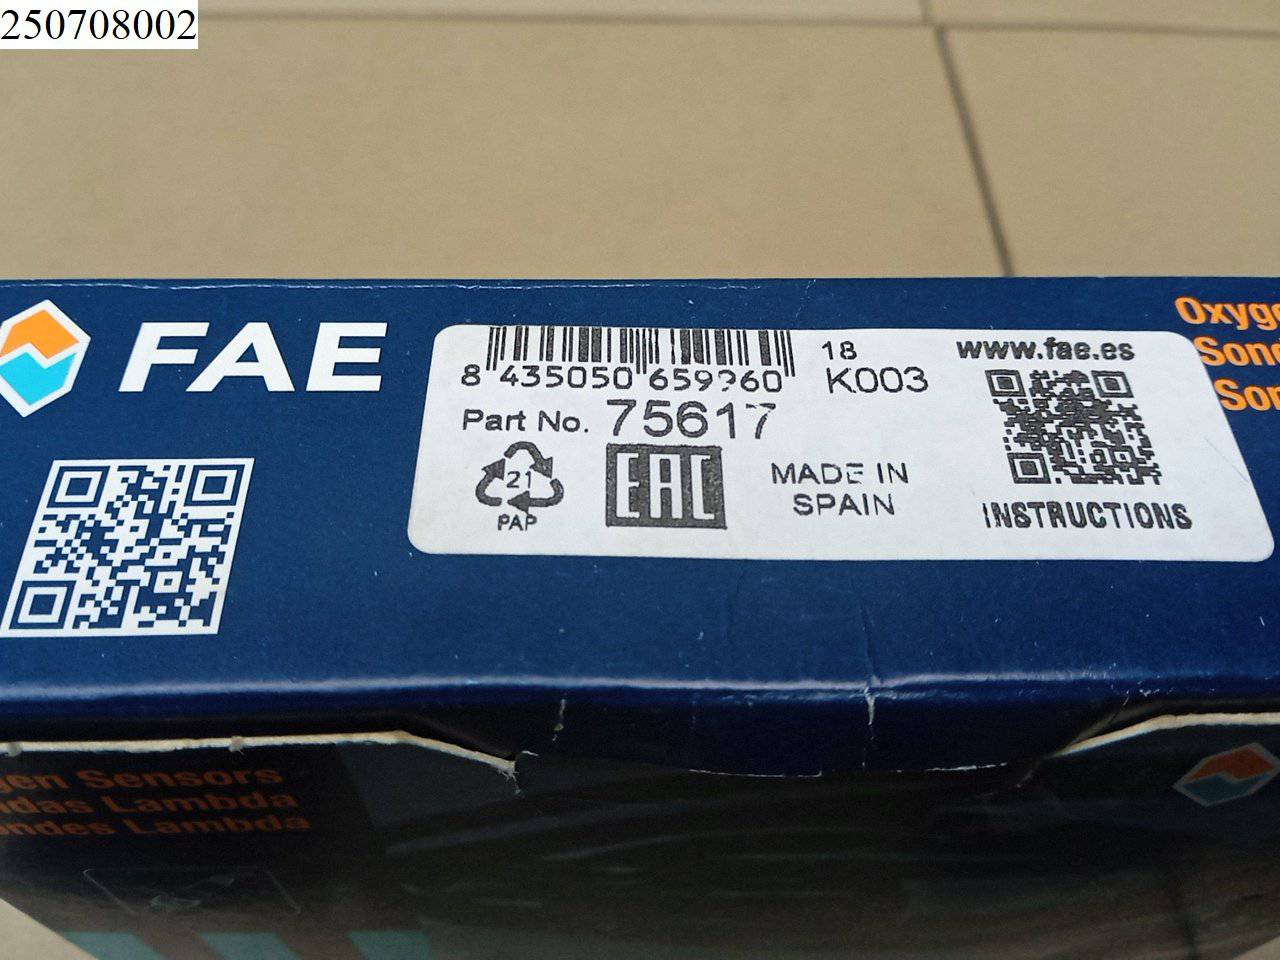 250708002
FAE
8 435050 659960
18
K003
www.fae.es
Part No. 75617
21
PAP
EAC
MADE IN
SPAIN
INSTRUCTIONS
Oxyge
Sond
Son
gen Sensors
ndas Lambda
ondes Lambda